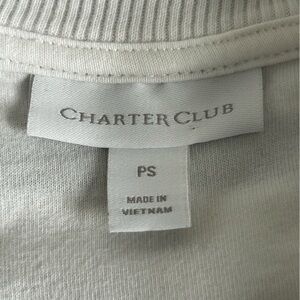 CHARTER CLUB
PS
MADE IN
VIETNAM